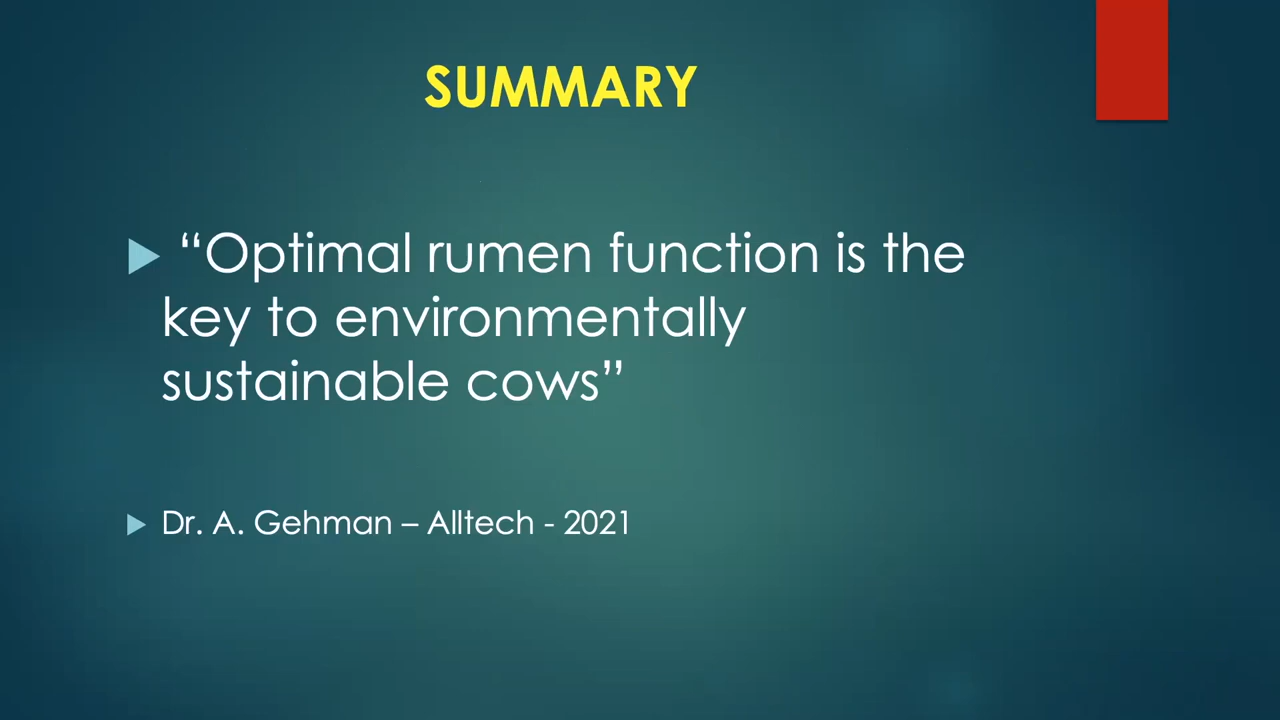 SUMMARY
“Optimal rumen function is the
key to environmentally
sustainable cows”
Dr. A. Gehman – Alltech - 2021